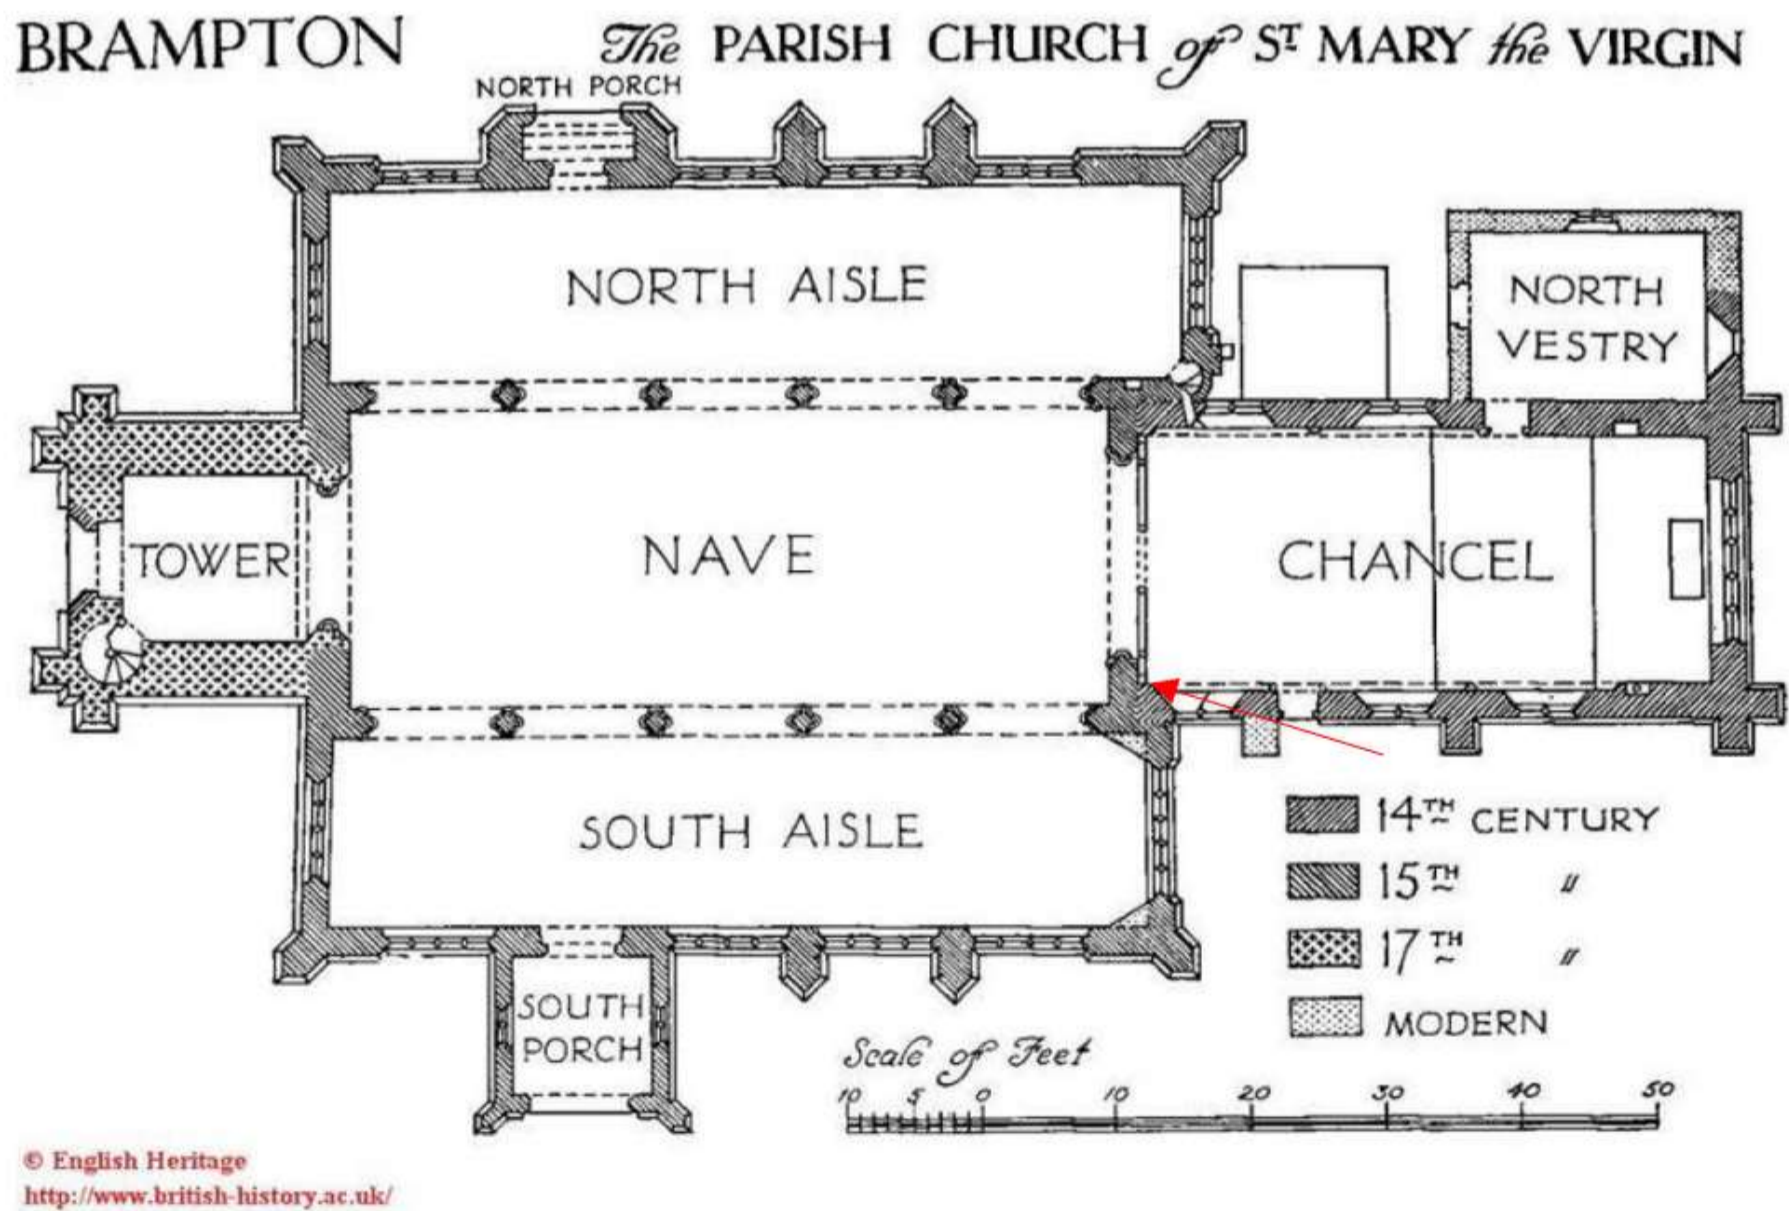 BRAMPTON The PARISH CHURCH of ST MARY the VIRGIN
NORTH PORCH
NORTH AISLE
NORTH
VESTRY
TOWER
NAVE
CHANCEL
SOUTH AISLE
SOUTH
PORCH
14TH CENTURY
15TH "
17TH "
MODERN
Scale of Feet
10 5 0 10 20 30 40 50
© English Heritage
http://www.british-history.ac.uk/